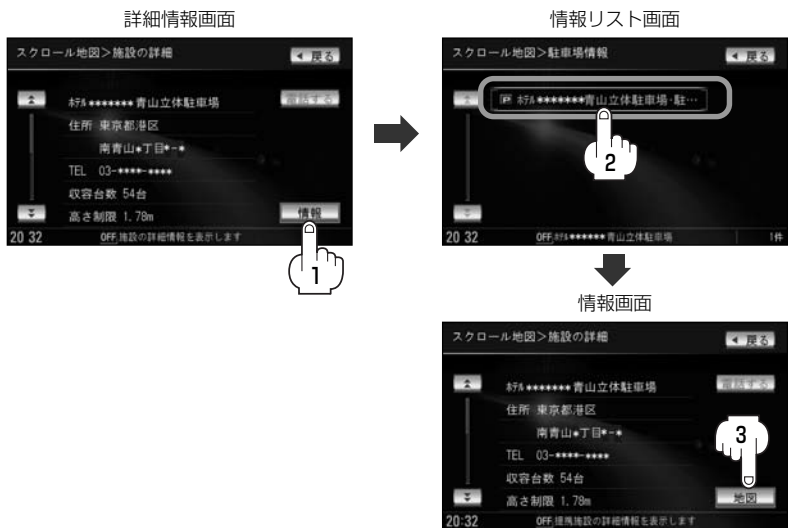 詳細情報画面
スクロール地図>施設の詳細
戻る
ﾎﾃﾙ*******青山立体駐車場
電話する
住所 東京都港区
南青山*丁目*-*
TEL 03-****-****
収容台数 54台
高さ制限 1.78m
情報
20 32
OFF 施設の詳細情報を表示します
1
情報リスト画面
スクロール地図>駐車場情報
戻る
P ﾎﾃﾙ*******青山立体駐車場・駐…
2
20 32
OFF ﾎﾃﾙ*******青山立体駐車場
1件
情報画面
スクロール地図>施設の詳細
戻る
ﾎﾃﾙ*******青山立体駐車場
電話する
住所 東京都港区
南青山*丁目*-*
TEL 03-****-****
収容台数 54台
高さ制限 1.78m
3
地図
20:32
OFF 提携施設の詳細情報を表示します